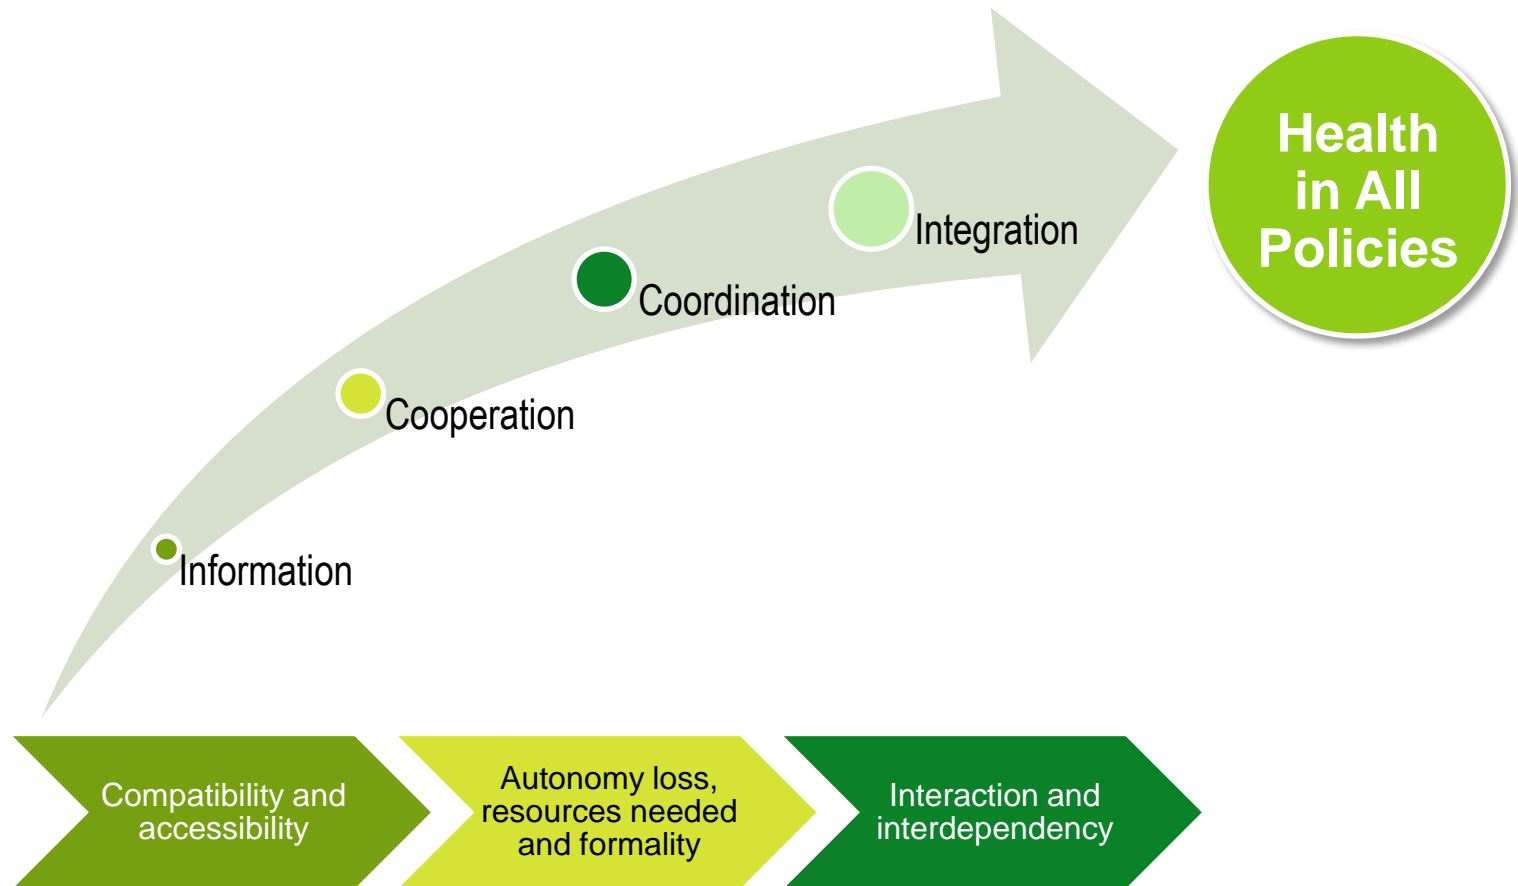 Health
in All
Policies
Integration
Coordination
Cooperation
Information
Compatibility and
accessibility
Autonomy loss,
resources needed
and formality
Interaction and
interdependency